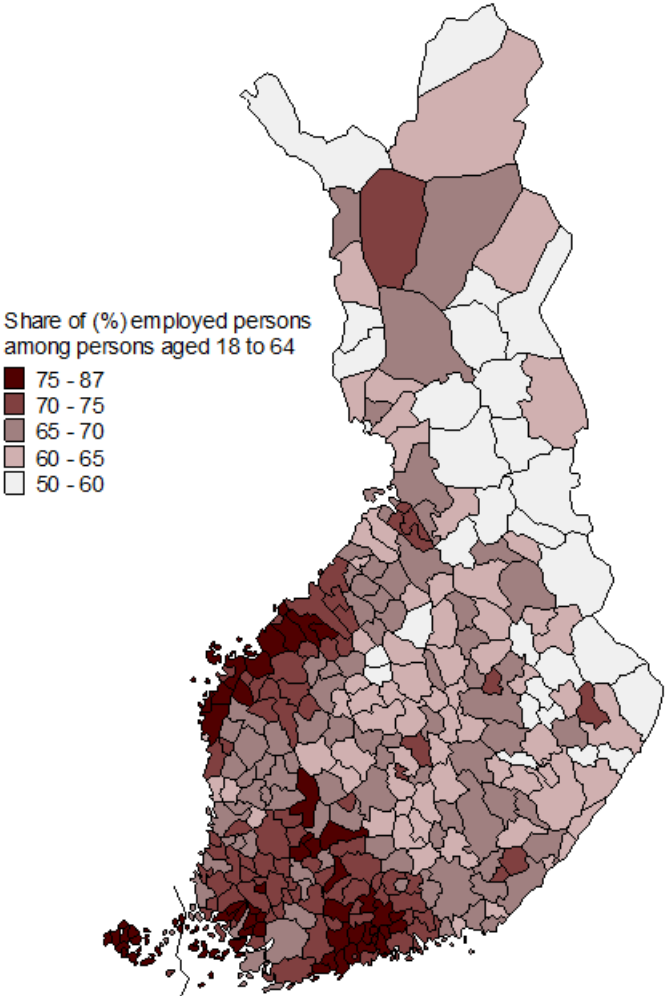 Share of (%) employed persons
among persons aged 18 to 64
75 - 87
70 - 75
65 - 70
60 - 65
50 - 60